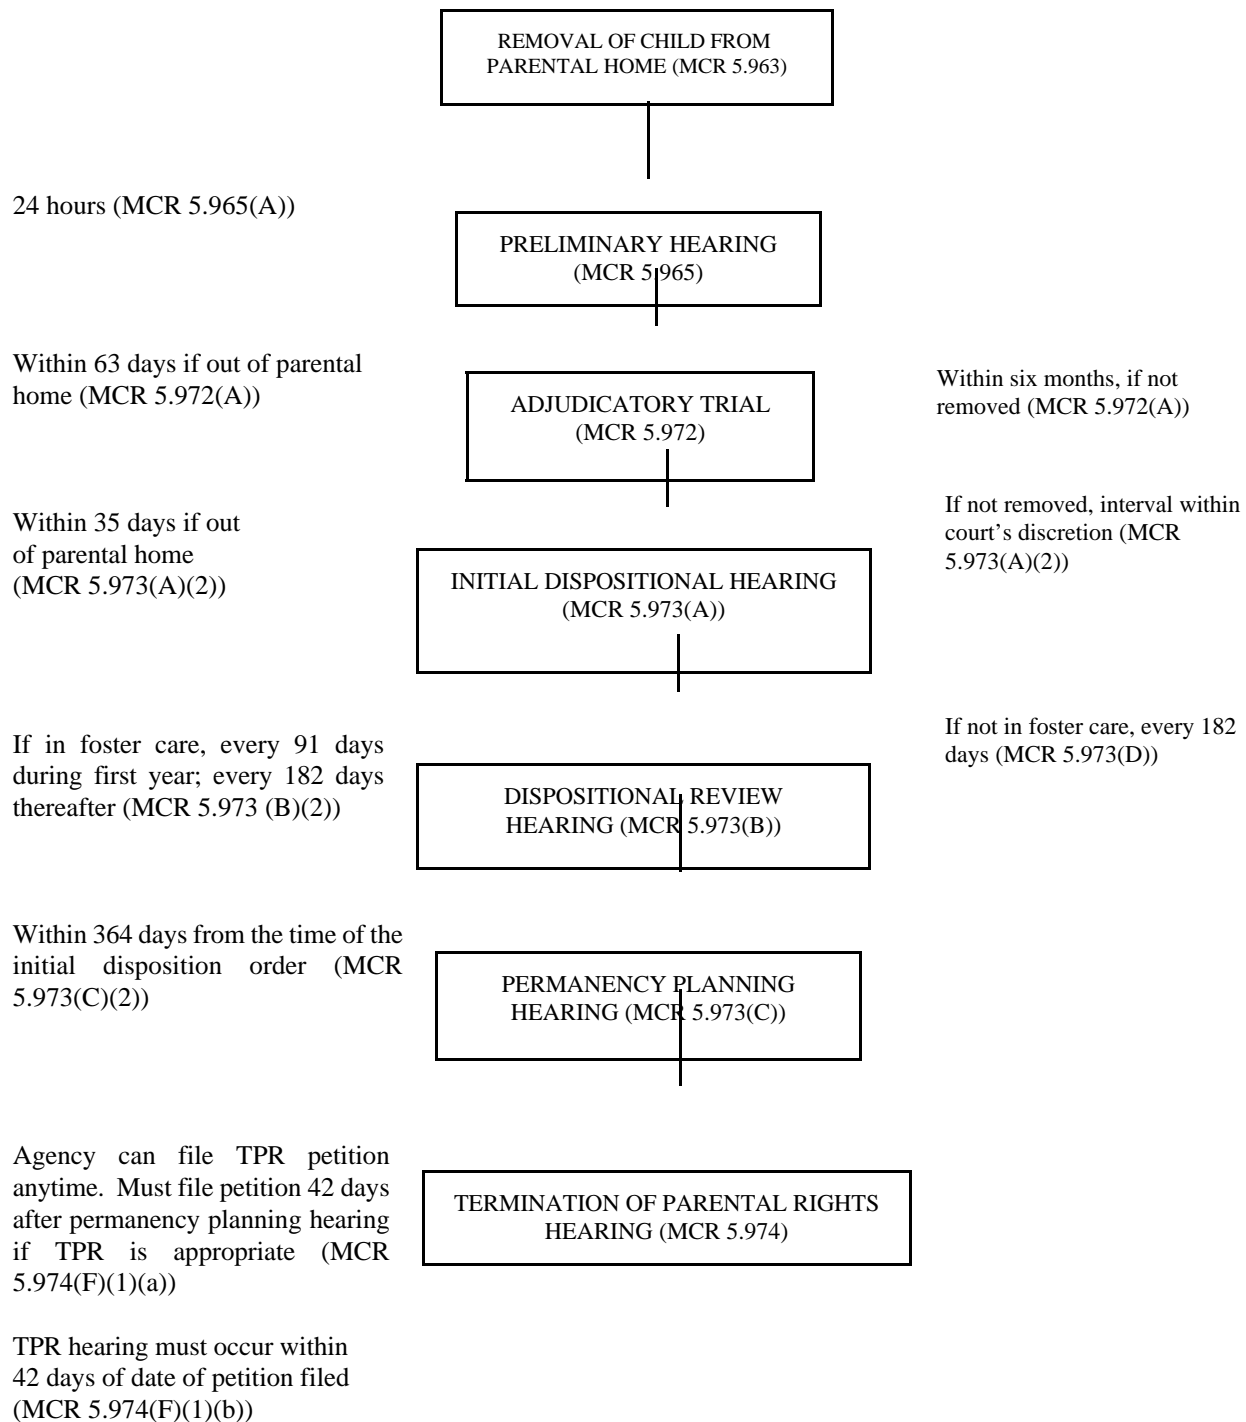 REMOVAL OF CHILD FROM
PARENTAL HOME (MCR 5.963)
24 hours (MCR 5.965(A))
PRELIMINARY HEARING
(MCR 5.965)
Within 63 days if out of parental
home (MCR 5.972(A))
ADJUDICATORY TRIAL
(MCR 5.972)
Within six months, if not
removed (MCR 5.972(A))
Within 35 days if out
of parental home
(MCR 5.973(A)(2))
INITIAL DISPOSITIONAL HEARING
(MCR 5.973(A))
If not removed, interval within
court’s discretion (MCR
5.973(A)(2))
If in foster care, every 91 days
during first year; every 182 days
thereafter (MCR 5.973 (B)(2))
DISPOSITIONAL REVIEW
HEARING (MCR 5.973(B))
If not in foster care, every 182
days (MCR 5.973(D))
Within 364 days from the time of the
initial disposition order (MCR
5.973(C)(2))
PERMANENCY PLANNING
HEARING (MCR 5.973(C))
Agency can file TPR petition
anytime. Must file petition 42 days
after permanency planning hearing
if TPR is appropriate (MCR
5.974(F)(1)(a))
TERMINATION OF PARENTAL RIGHTS
HEARING (MCR 5.974)
TPR hearing must occur within
42 days of date of petition filed
(MCR 5.974(F)(1)(b))